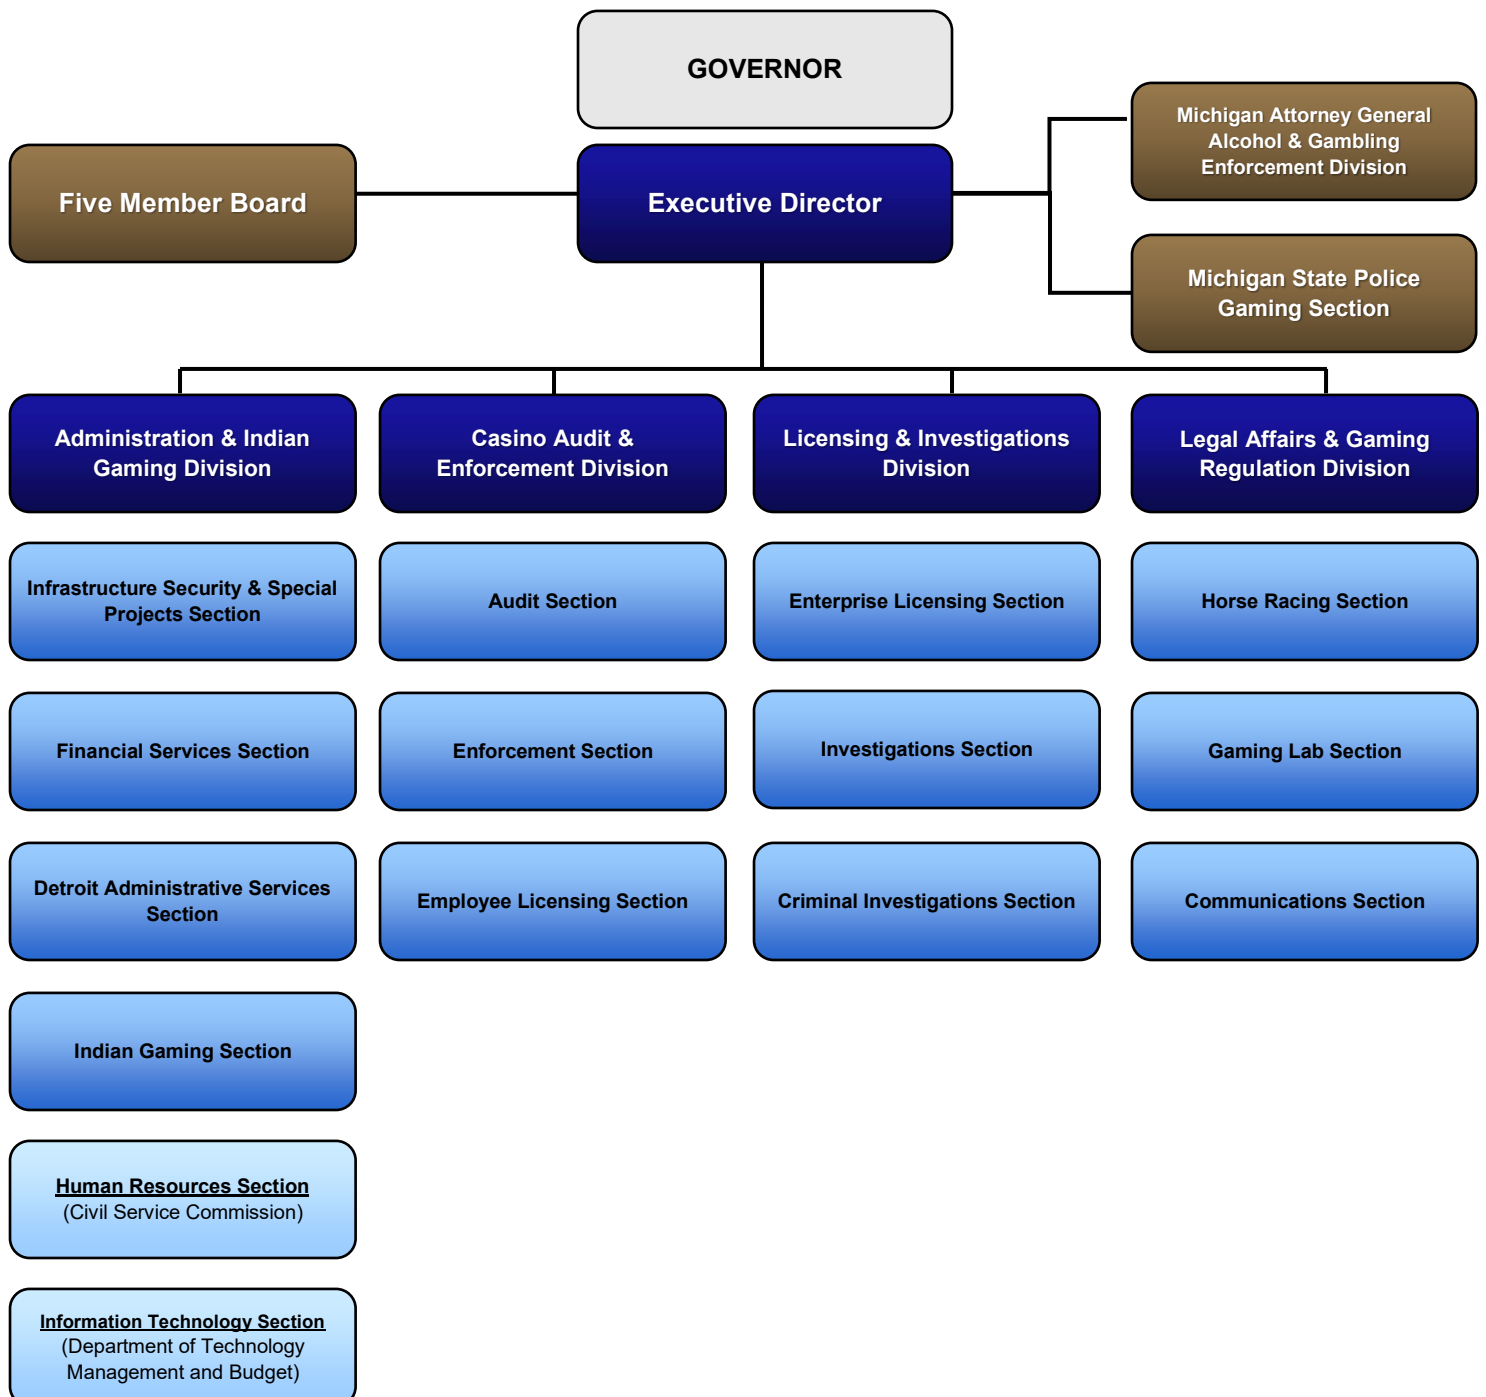 GOVERNOR
Five Member Board
Executive Director
Michigan Attorney General
Alcohol & Gambling
Enforcement Division
Michigan State Police
Gaming Section
Administration & Indian
Gaming Division
Casino Audit &
Enforcement Division
Licensing & Investigations
Division
Legal Affairs & Gaming
Regulation Division
Infrastructure Security & Special
Projects Section
Audit Section
Enterprise Licensing Section
Horse Racing Section
Financial Services Section
Enforcement Section
Investigations Section
Gaming Lab Section
Detroit Administrative Services
Section
Employee Licensing Section
Criminal Investigations Section
Communications Section
Indian Gaming Section
Human Resources Section
(Civil Service Commission)
Information Technology Section
(Department of Technology
Management and Budget)